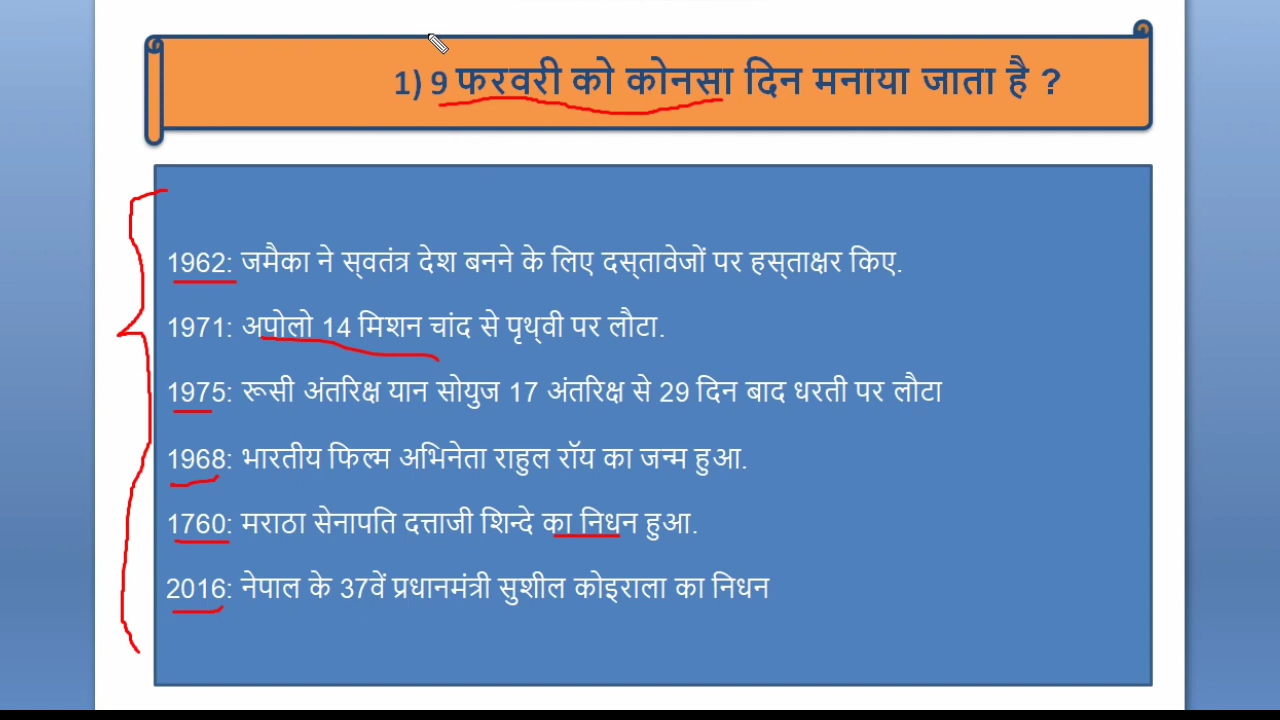 1) 9 फरवरी को कोनसा दिन मनाया जाता है ?
1962: जमैका ने स्वतंत्र देश बनने के लिए दस्तावेजों पर हस्ताक्षर किए.
1971: अपोलो 14 मिशन चांद से पृथ्वी पर लौटा.
1975: रूसी अंतरिक्ष यान सोयुज 17 अंतरिक्ष से 29 दिन बाद धरती पर लौटा
1968: भारतीय फिल्म अभिनेता राहुल रॉय का जन्म हुआ.
1760: मराठा सेनापति दत्ताजी शिन्दे का निधन हुआ.
2016: नेपाल के 37वें प्रधानमंत्री सुशील कोइराला का निधन